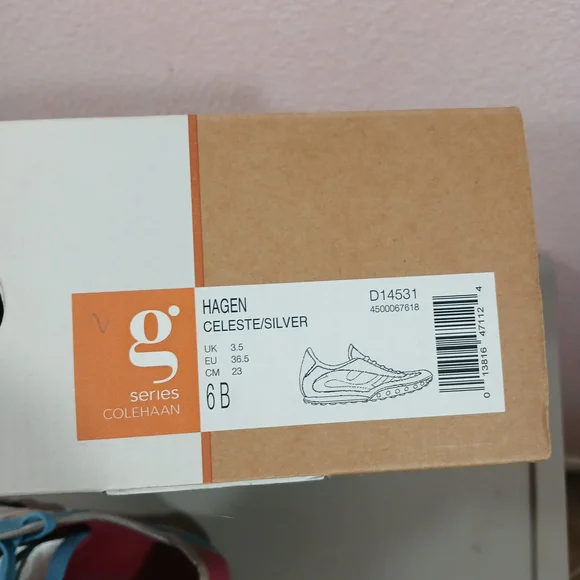 g
series
COLEHAAN
HAGEN
CELESTE/SILVER
UK 3.5
EU 36.5
CM 23
6 B
D14531
4500067618
0 13816 47112 4